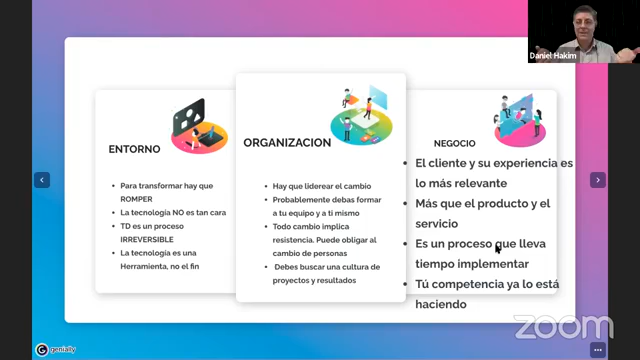 Daniel Hakim
ENTORNO
Para transformar hay que
ROMPER
La tecnología NO es tan cara
TD es un proceso
IRREVERSIBLE
La tecnología es una
Herramienta, no el fin
ORGANIZACION
Hay que liderear el cambio
Probablemente debas formar
a tu equipo y a ti mismo
Todo cambio implica
resistencia. Puede obligar al
cambio de personas
Debes buscar una cultura de
proyectos y resultados
NEGOCIO
El cliente y su experiencia es
lo más relevante
Más que el producto y el
servicio
Es un proceso que lleva
tiempo implementar
Tú competencia ya lo está
haciendo
genially
zoom